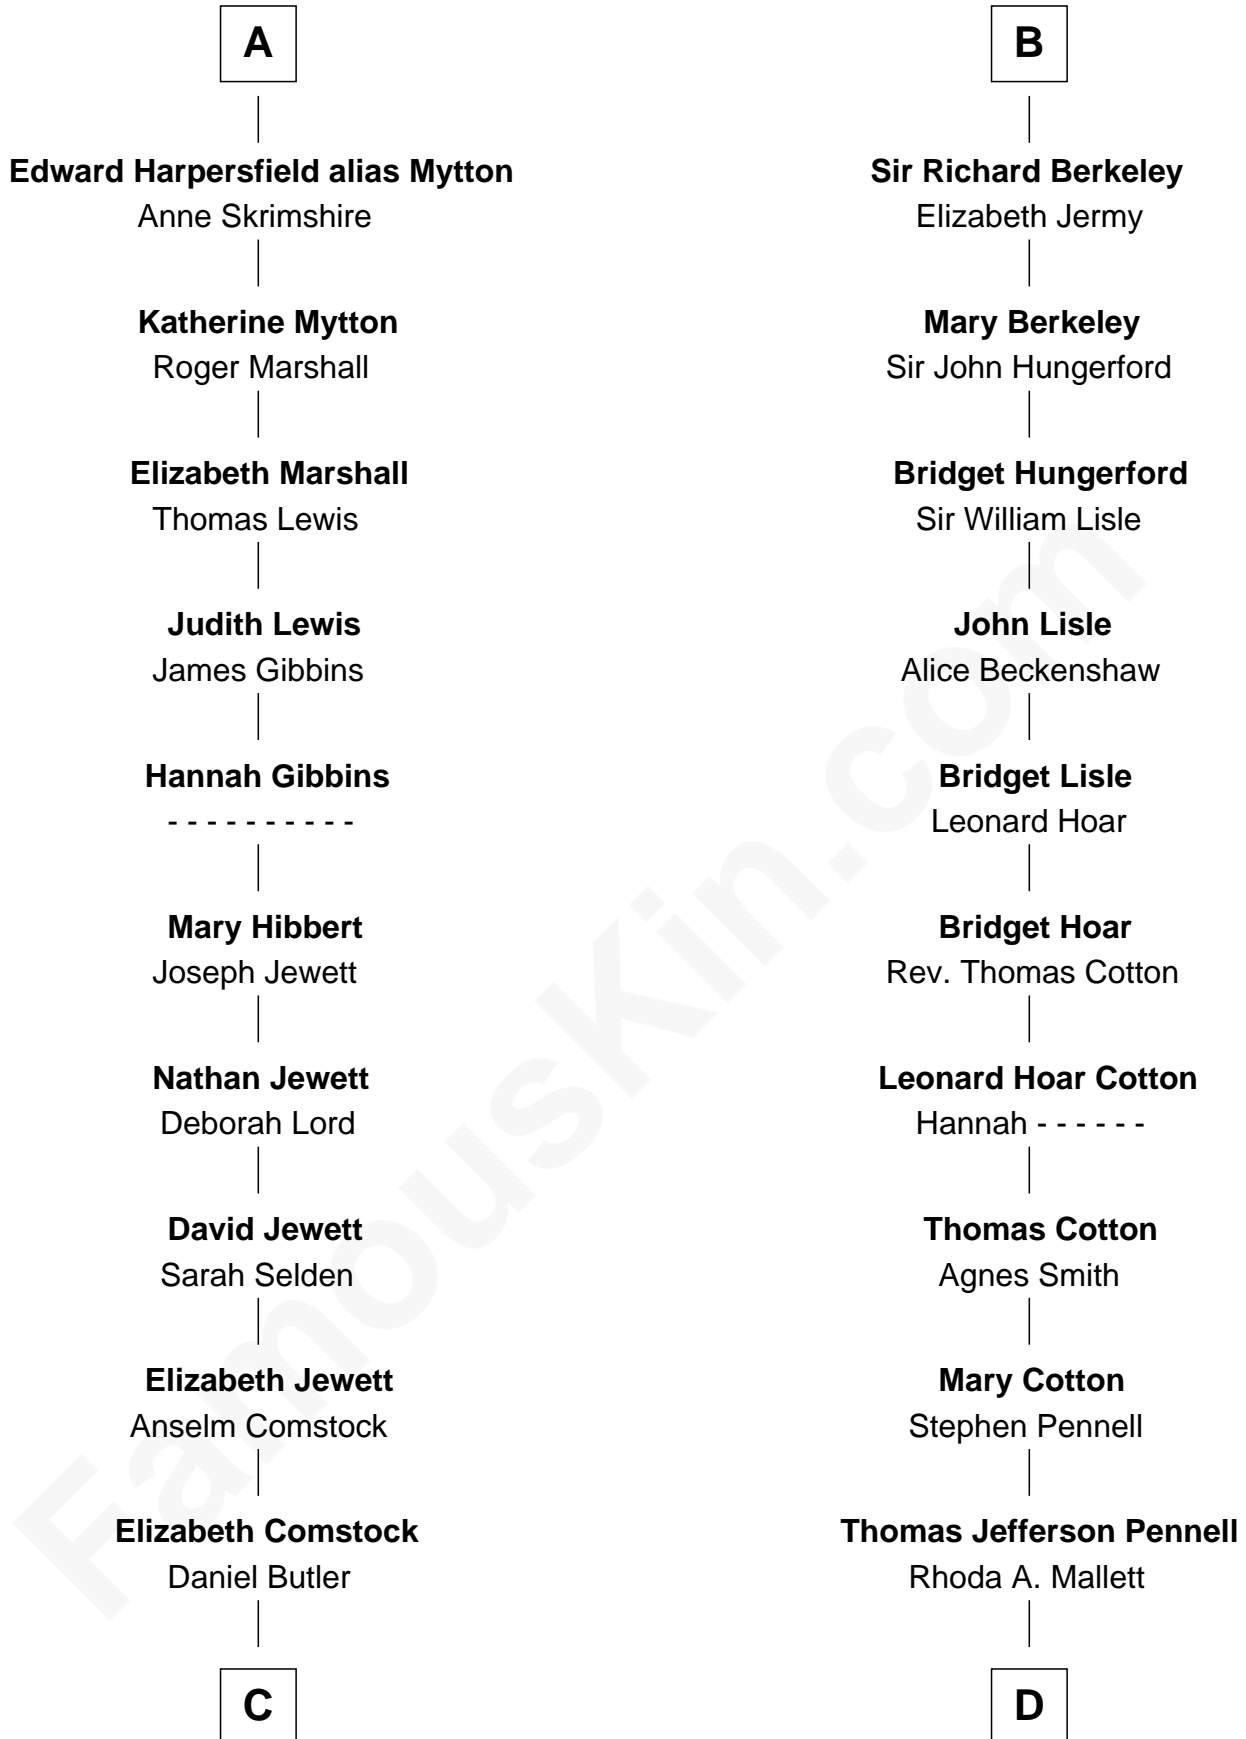 A
Edward Harpersfield alias Mytton
Anne Skrimshire
Katherine Mytton
Roger Marshall
Elizabeth Marshall
Thomas Lewis
Judith Lewis
James Gibbins
Hannah Gibbins
- - - - - - - - - -
Mary Hibbert
Joseph Jewett
Nathan Jewett
Deborah Lord
David Jewett
Sarah Selden
Elizabeth Jewett
Anselm Comstock
Elizabeth Comstock
Daniel Butler
C
B
Sir Richard Berkeley
Elizabeth Jermy
Mary Berkeley
Sir John Hungerford
Bridget Hungerford
Sir William Lisle
John Lisle
Alice Beckenshaw
Bridget Lisle
Leonard Hoar
Bridget Hoar
Rev. Thomas Cotton
Leonard Hoar Cotton
Hannah - - - - - -
Thomas Cotton
Agnes Smith
Mary Cotton
Stephen Pennell
Thomas Jefferson Pennell
Rhoda A. Mallett
D
FamousKin.com